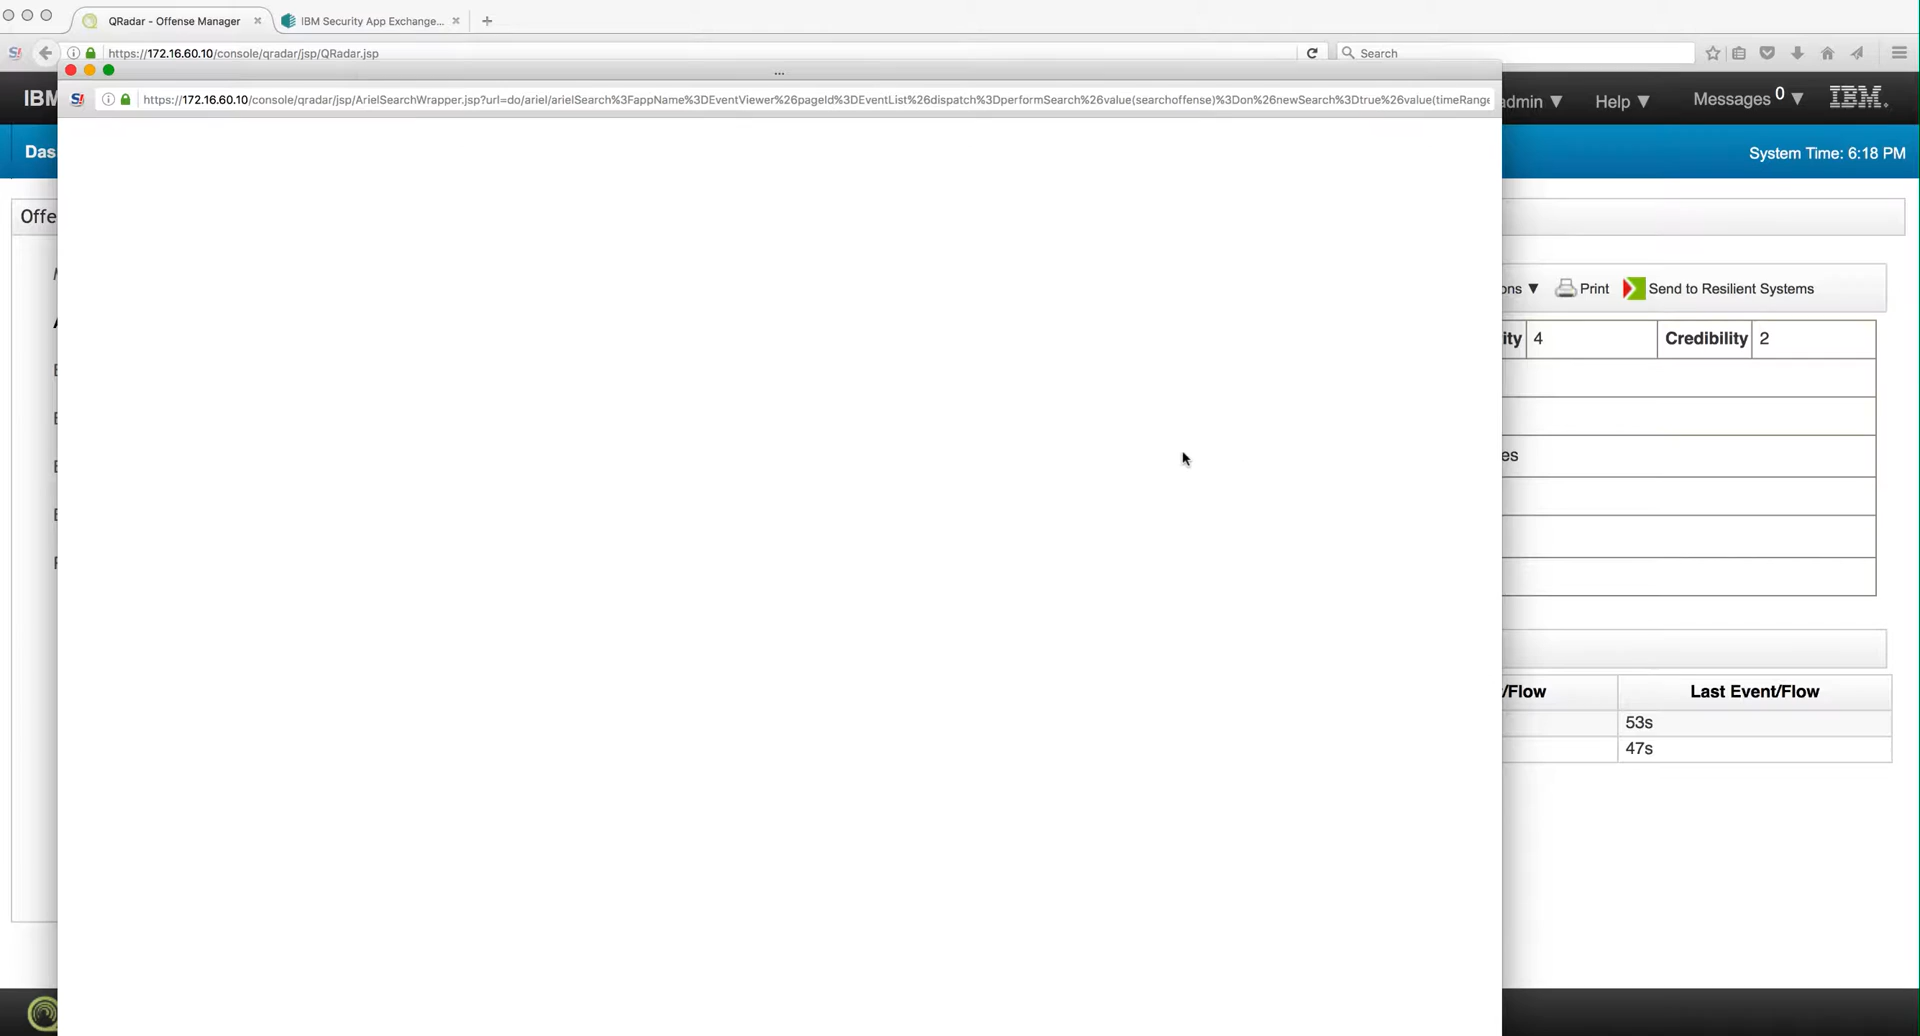 QRadar - Offense Manager
IBM Security App Exchange...
https://172.16.60.10/console/qradar/jsp/QRadar.jsp
Search
...
https://172.16.60.10/console/qradar/jsp/ArielSearchWrapper.jsp?url=do/ariel/arielSearch%3FappName%3DEventViewer%26pageId%3DEventList%26dispatch%3DperformSearch%26value(searchoffense)%3Don%26newSearch%3Dtrue%26value(timeRange
IBM
admin
Help
Messages 0
IBM
Das
System Time: 6:18 PM
Offe
ons
Print
Send to Resilient Systems
ity
4
Credibility
2
es
/Flow
Last Event/Flow
53s
47s